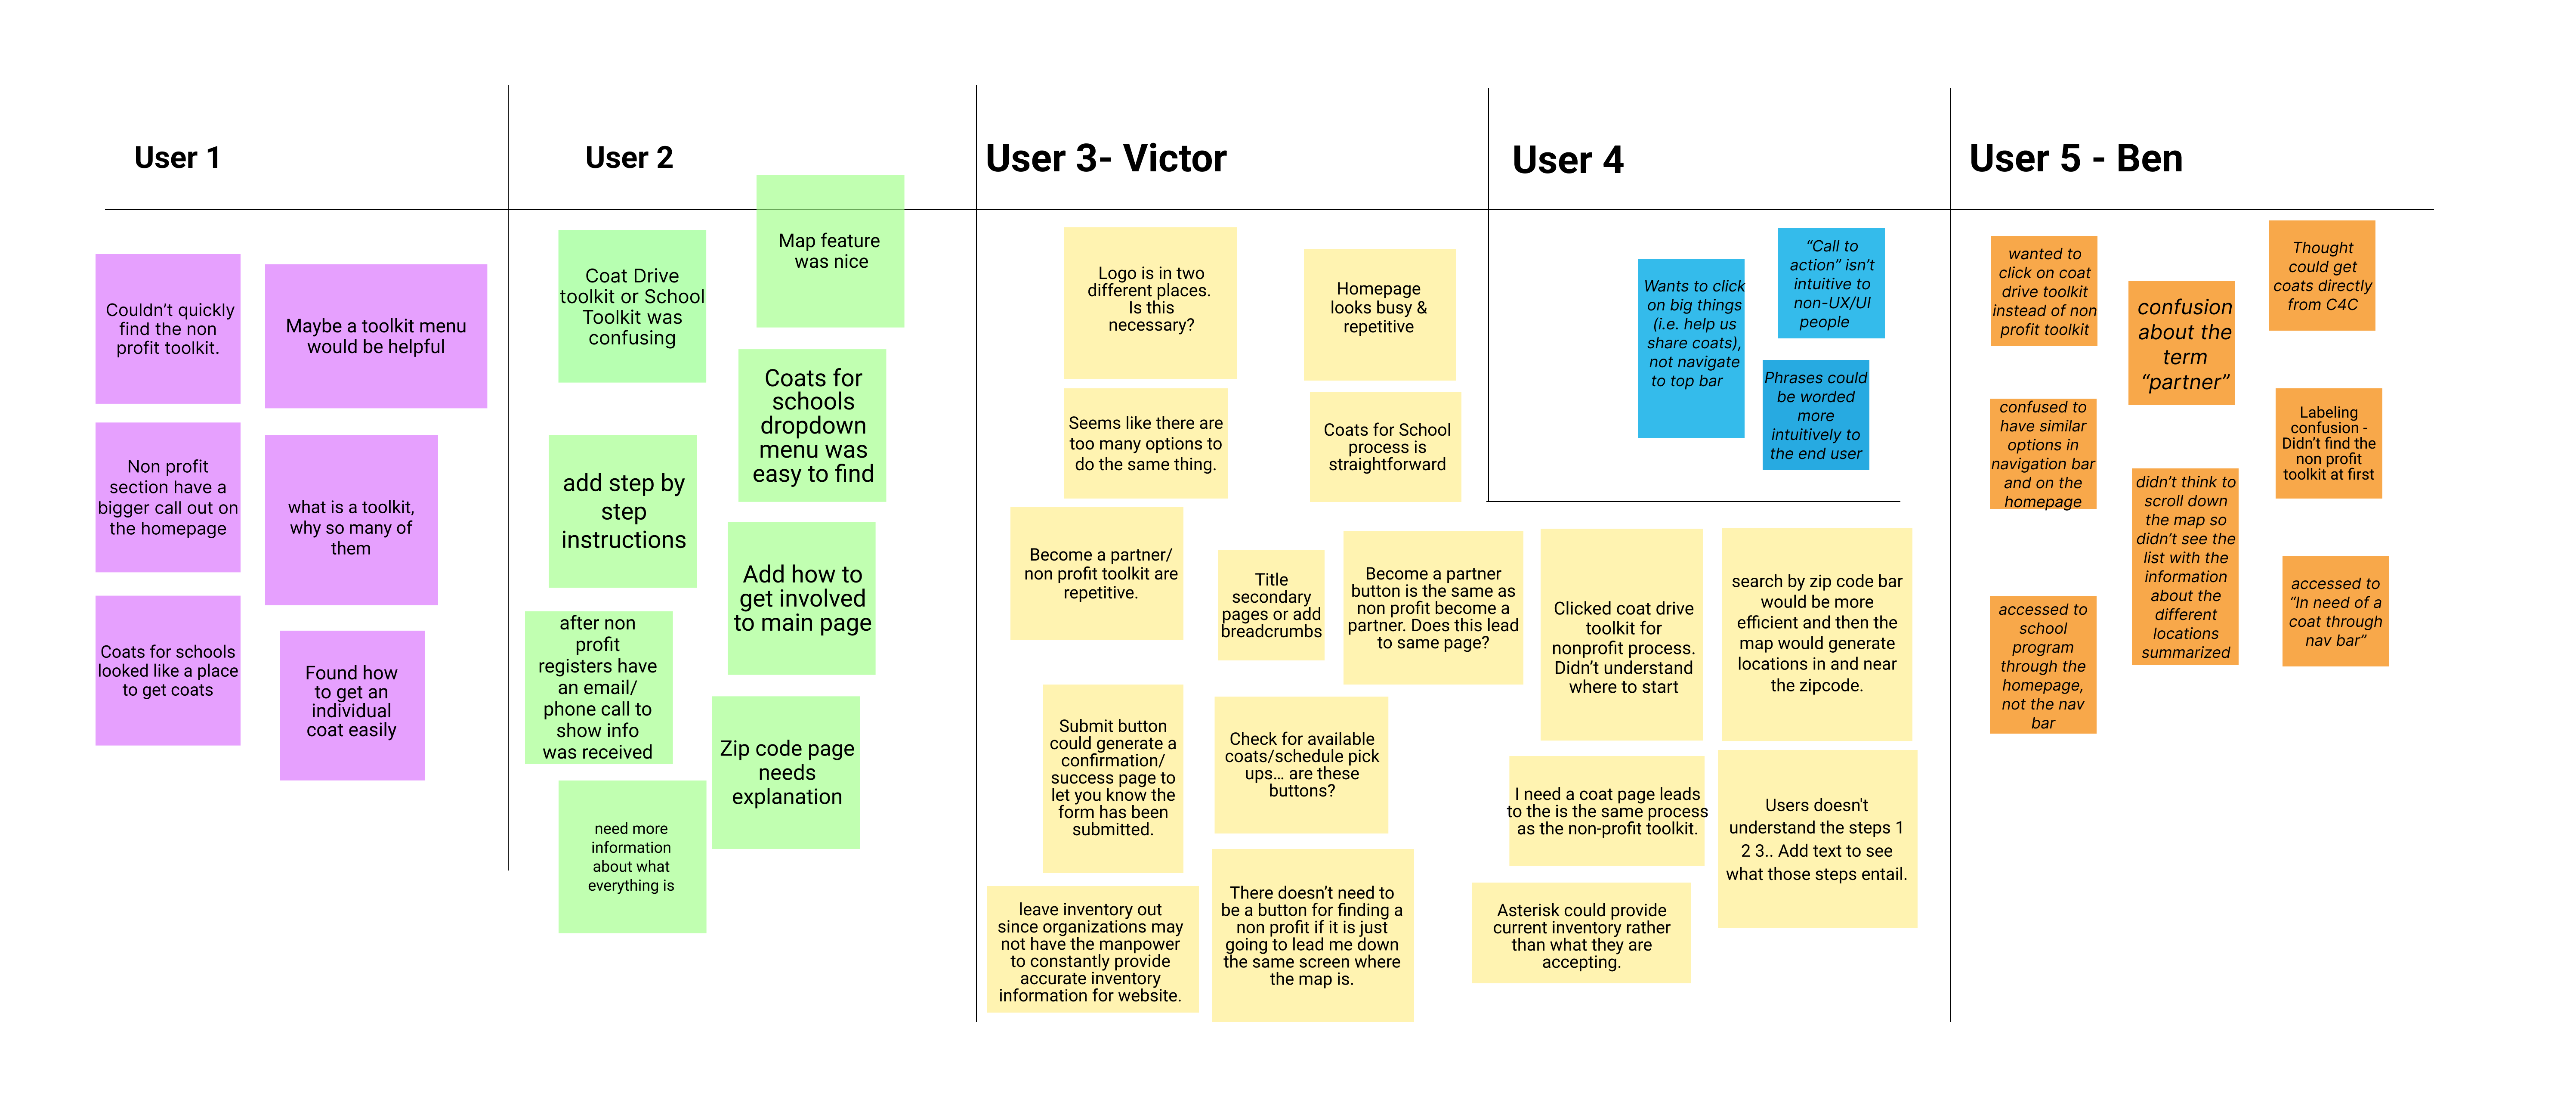 User 1
Couldn’t quickly
find the non
profit toolkit.
Maybe a toolkit menu
would be helpful
Non profit
section have a
bigger call out on
the homepage
what is a toolkit,
why so many of
them
Coats for schools
looked like a place
to get coats
Found how
to get an
individual
coat easily
User 2
Map feature
was nice
Coat Drive
toolkit or School
Toolkit was
confusing
Coats for
schools
dropdown
menu was
easy to find
add step by
step
instructions
Add how to
get involved
to main page
after non
profit
registers have
an email/
phone call to
show info
was received
Zip code page
needs
explanation
need more
information
about what
everything is
User 3- Victor
Logo is in two
different places.
Is this
necessary?
Homepage
looks busy &
repetitive
Seems like there are
too many options to
do the same thing.
Coats for School
process is
straightforward
Become a partner/
non profit toolkit are
repetitive.
Title
secondary
pages or add
breadcrumbs
Become a partner
button is the same as
non profit become a
partner. Does this lead
to same page?
Clicked coat drive
toolkit for
nonprofit process.
Didn’t understand
where to start
search by zip code bar
would be more
efficient and then the
map would generate
locations in and near
the zipcode.
Submit button
could generate a
confirmation/
success page to
let you know the
form has been
submitted.
Check for available
coats/schedule pick
ups... are these
buttons?
I need a coat page leads
to the is the same process
as the non-profit toolkit.
Users doesn't
understand the steps 1
2 3.. Add text to see
what those steps entail.
leave inventory out
since organizations may
not have the manpower
to constantly provide
accurate inventory
information for website.
There doesn’t need to
be a button for finding a
non profit if it is just
going to lead me down
the same screen where
the map is.
Asterisk could provide
current inventory rather
than what they are
accepting.
User 4
“Call to
action” isn’t
intuitive to
non-UX/UI
people
Wants to click
on big things
(i.e. help us
share coats),
not navigate
to top bar
Phrases could
be worded
more
intuitively to
the end user
User 5 - Ben
wanted to
click on coat
drive toolkit
instead of non
profit toolkit
confusion
about the
term
“partner”
Thought
could get
coats directly
from C4C
confused to
have similar
options in
navigation bar
and on the
homepage
didn’t think to
scroll down
the map so
didn’t see the
list with the
information
about the
different
locations
summarized
Labeling
confusion -
Didn’t find the
non profit
toolkit at first
accessed to
school
program
through the
homepage,
not the nav
bar
accessed to
“In need of a
coat through
nav bar”